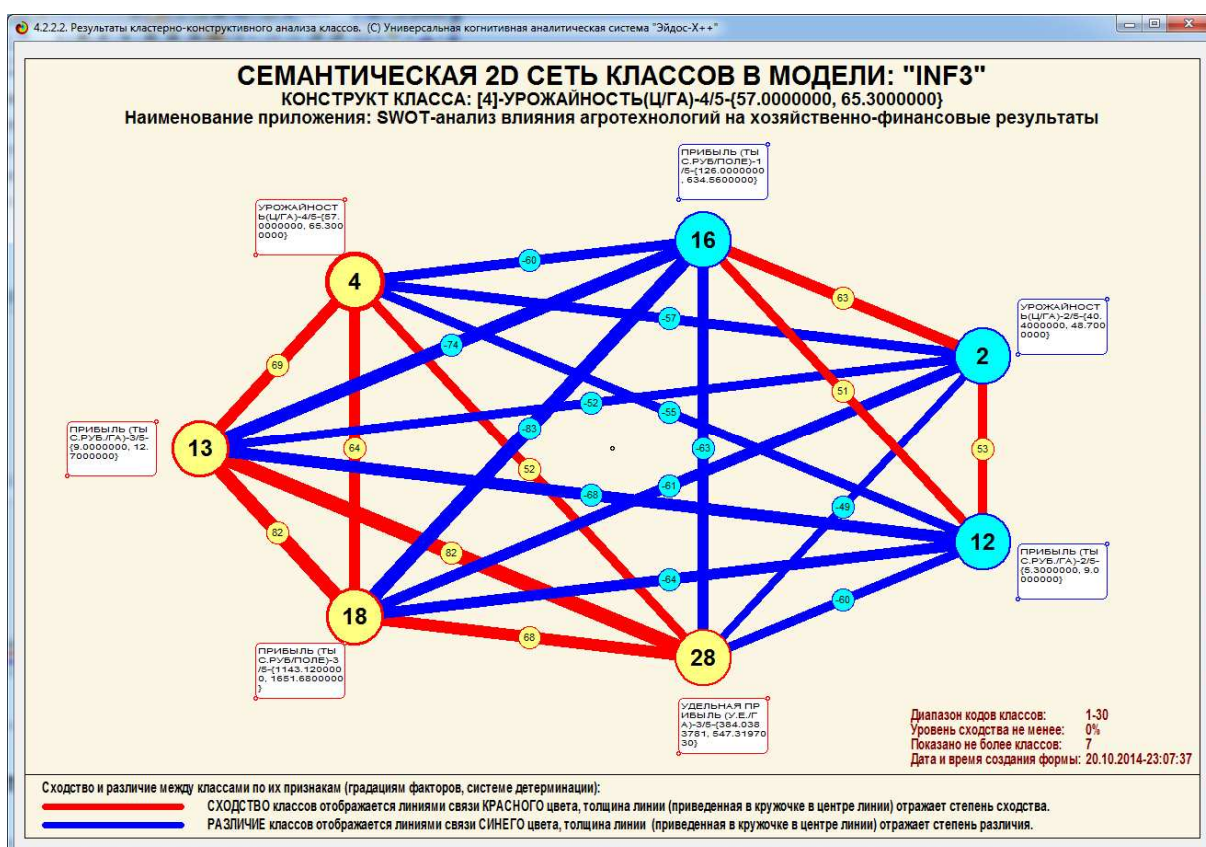 4.2.2.2. Результаты кластерно-конструктивного анализа классов. (С) Универсальная когнитивная аналитическая система "Эйдос-Х++"
СЕМАНТИЧЕСКАЯ 2D СЕТЬ КЛАССОВ В МОДЕЛИ: "INF3"
КОНСТРУКТ КЛАССА: [4]-УРОЖАЙНОСТЬ(Ц/ГА)-4/5-{57.0000000, 65.3000000}
Наименование приложения: SWOT-анализ влияния агротехнологий на хозяйственно-финансовые результаты
ПРИБЫЛЬ (ТЫ
С.РУБ/ПОЛЕ)-1
/5-{126.0000000
, 634.5600000}
УРОЖАЙНОСТ
Ь(Ц/ГА)-4/5-{57.
0000000, 65.300
0000}
16
4
-60
63
УРОЖАЙНОСТ
Ь(Ц/ГА)-2/5-{40.
4000000, 48.700
0000}
-57
-74
2
69
51
-52
-55
ПРИБЫЛЬ (ТЫ
С.РУБ./ГА)-3/5-
{9.0000000, 12.
7000000}
13
-83
64
-63
53
52
-61
-68
-49
82
82
12
ПРИБЫЛЬ (ТЫ
С.РУБ./ГА)-2/5-
{5.3000000, 9.0
000000}
-64
-60
18
68
28
ПРИБЫЛЬ (ТЫ
С.РУБ/ПОЛЕ)-3
/5-{1143.120000
0, 1651.6800000
}
УДЕЛЬНАЯ ПР
ИБЫЛЬ (У.Е./Г
А)-3/5-{384.038
3781, 547.31970
30}
Диапазон кодов классов: 1-30
Уровень сходства не менее: 0%
Показано не более классов: 7
Дата и время создания формы: 20.10.2014-23:07:37
Сходство и различие между классами по их признакам (градациям факторов, системе детерминации):
СХОДСТВО классов отображается линиями связи КРАСНОГО цвета, толщина линии (приведенная в кружочке в центре линии) отражает степень сходства.
РАЗЛИЧИЕ классов отображается линиями связи СИНЕГО цвета, толщина линии (приведенная в кружочке в центре линии) отражает степень различия.